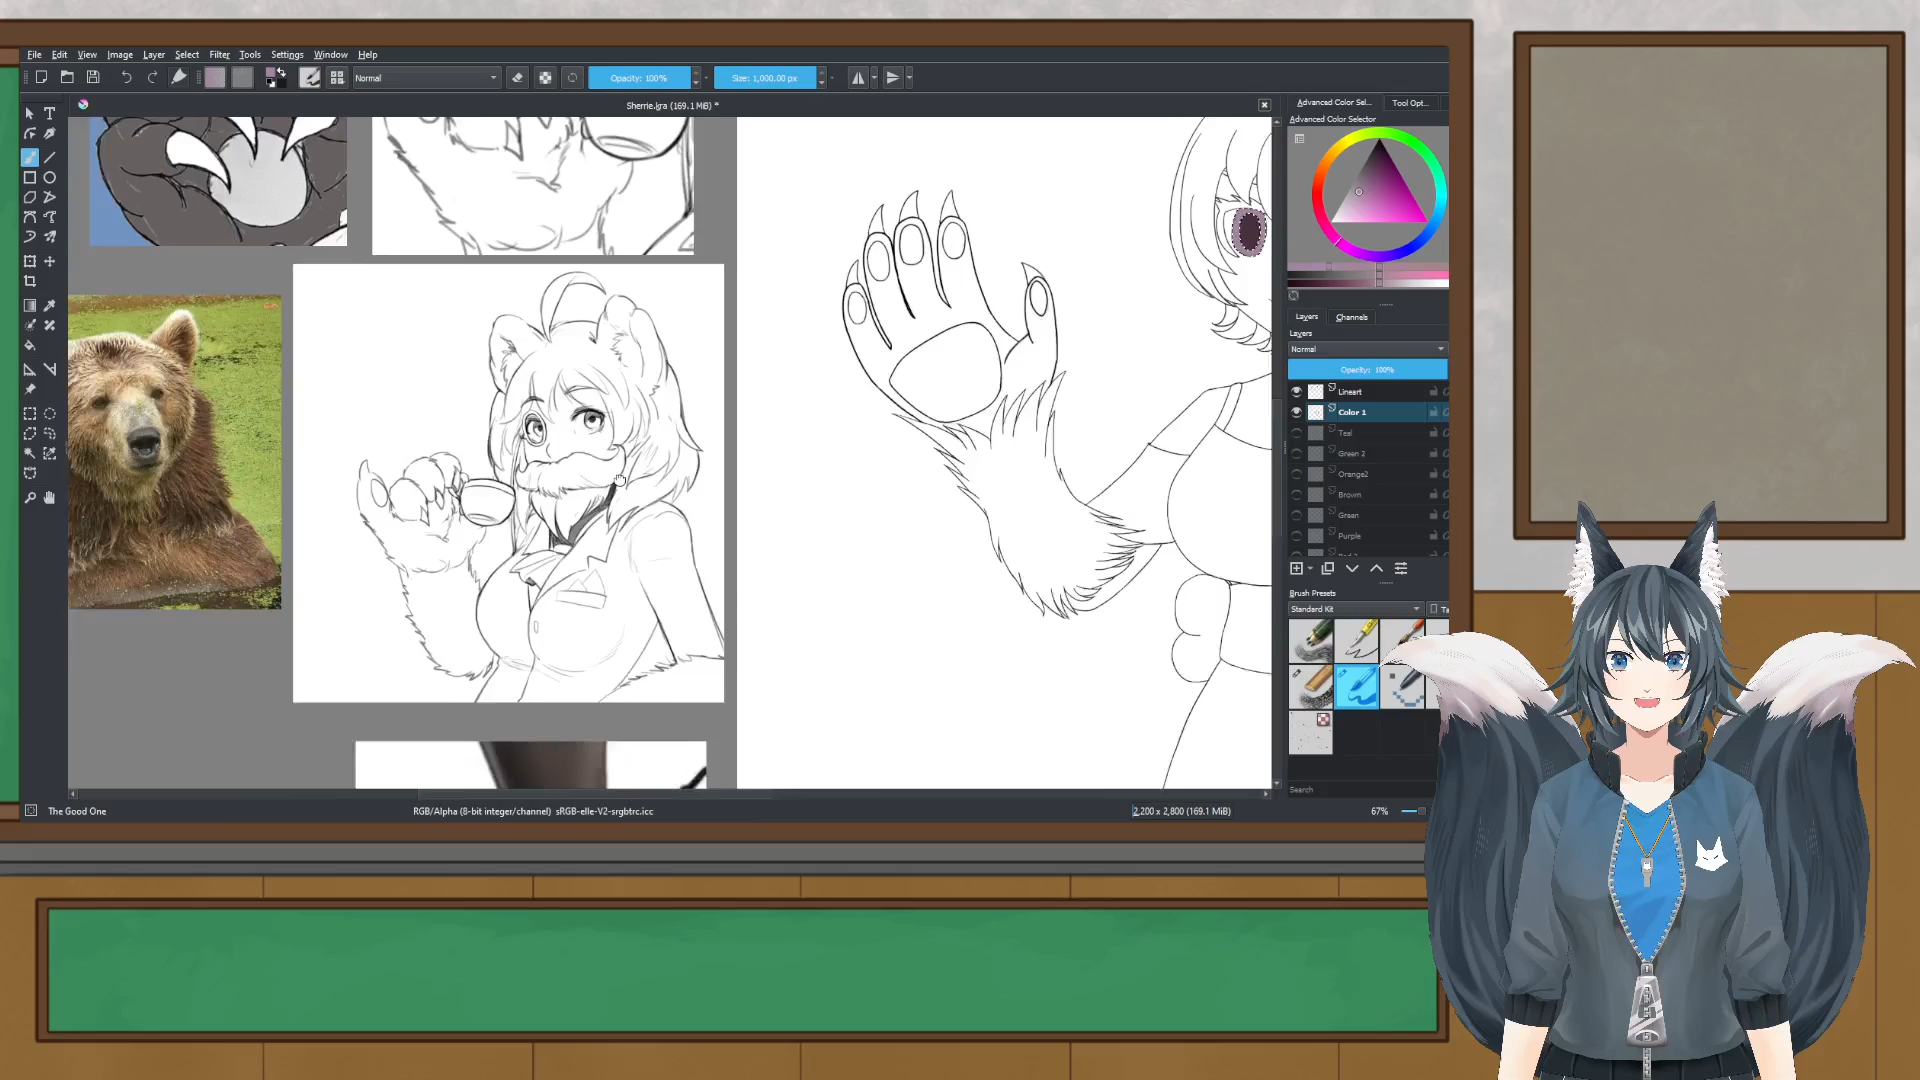 File Edit View Image Layer Select Filter Tools Settings Window Help
Normal
Opacity: 100%
Size: 1,000.00 px
Sherrie.kra (169.1 MiB) *
Advanced Color Sel...
Tool Opt...
Advanced Color Selector
Layers
Channels
Layers
Normal
Opacity: 100%
Lineart
Color 1
Teal
Green 2
Orange2
Brown
Green
Purple
Brush Presets
Standard Kit
Ta
Search
The Good One
RGB/Alpha (8-bit integer/channel) sRGB-elle-V2-srgbtrc.icc
2,200 x 2,800 (169.1 MiB)
67%